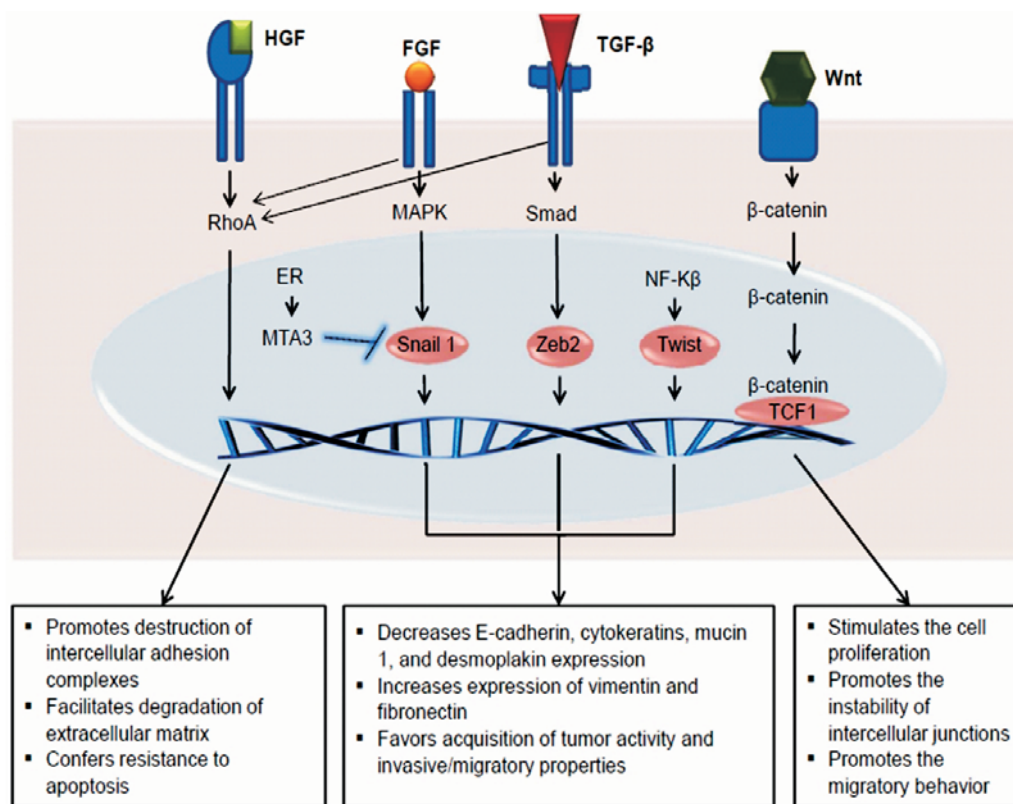 HGF
FGF
TGF-β
Wnt
RhoA
MAPK
Smad
β-catenin
ER
NF-Kβ
β-catenin
MTA3
Snail 1
Zeb2
Twist
β-catenin
TCF1
▪ Promotes destruction of
intercellular adhesion
complexes
▪ Facilitates degradation of
extracellular matrix
▪ Confers resistance to
apoptosis
▪ Decreases E-cadherin, cytokeratins, mucin
1, and desmoplakin expression
▪ Increases expression of vimentin and
fibronectin
▪ Favors acquisition of tumor activity and
invasive/migratory properties
▪ Stimulates the cell
proliferation
▪ Promotes the
instability of
intercellular junctions
▪ Promotes the
migratory behavior